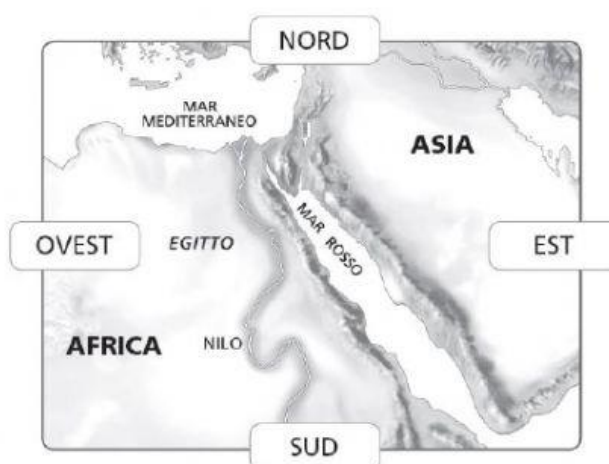 NORD
MAR
MEDITERRANEO
ASIA
OVEST
EGITTO
MAR ROSSO
EST
AFRICA
NILO
SUD